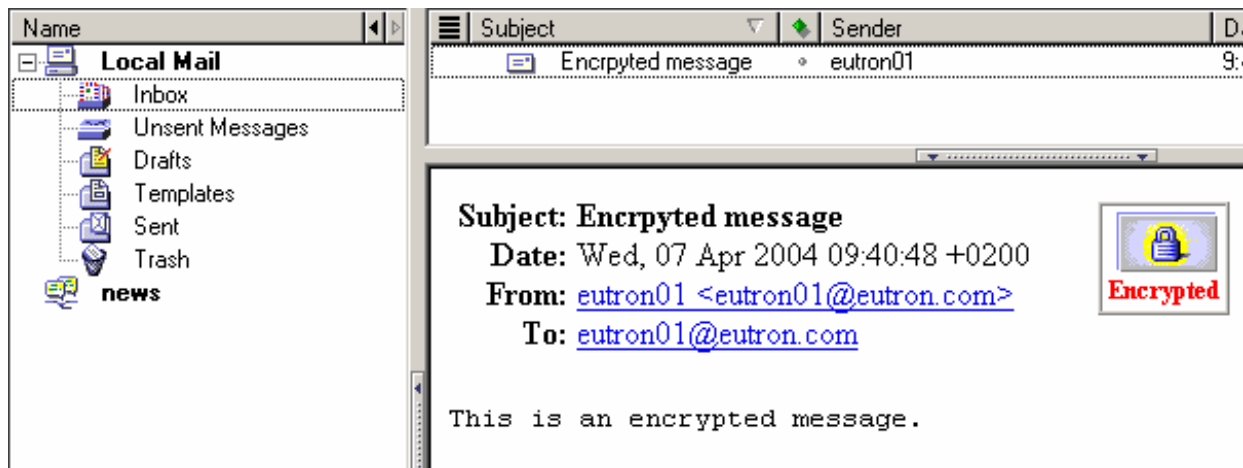 Name
Local Mail
Inbox
Unsent Messages
Drafts
Templates
Sent
Trash
news
Subject Sender
Encrpyted message eutron01
Subject: Encrpyted message
Date: Wed, 07 Apr 2004 09:40:48 +0200
From: eutron01 <eutron01@eutron.com>
To: eutron01@eutron.com
Encrypted
This is an encrypted message.